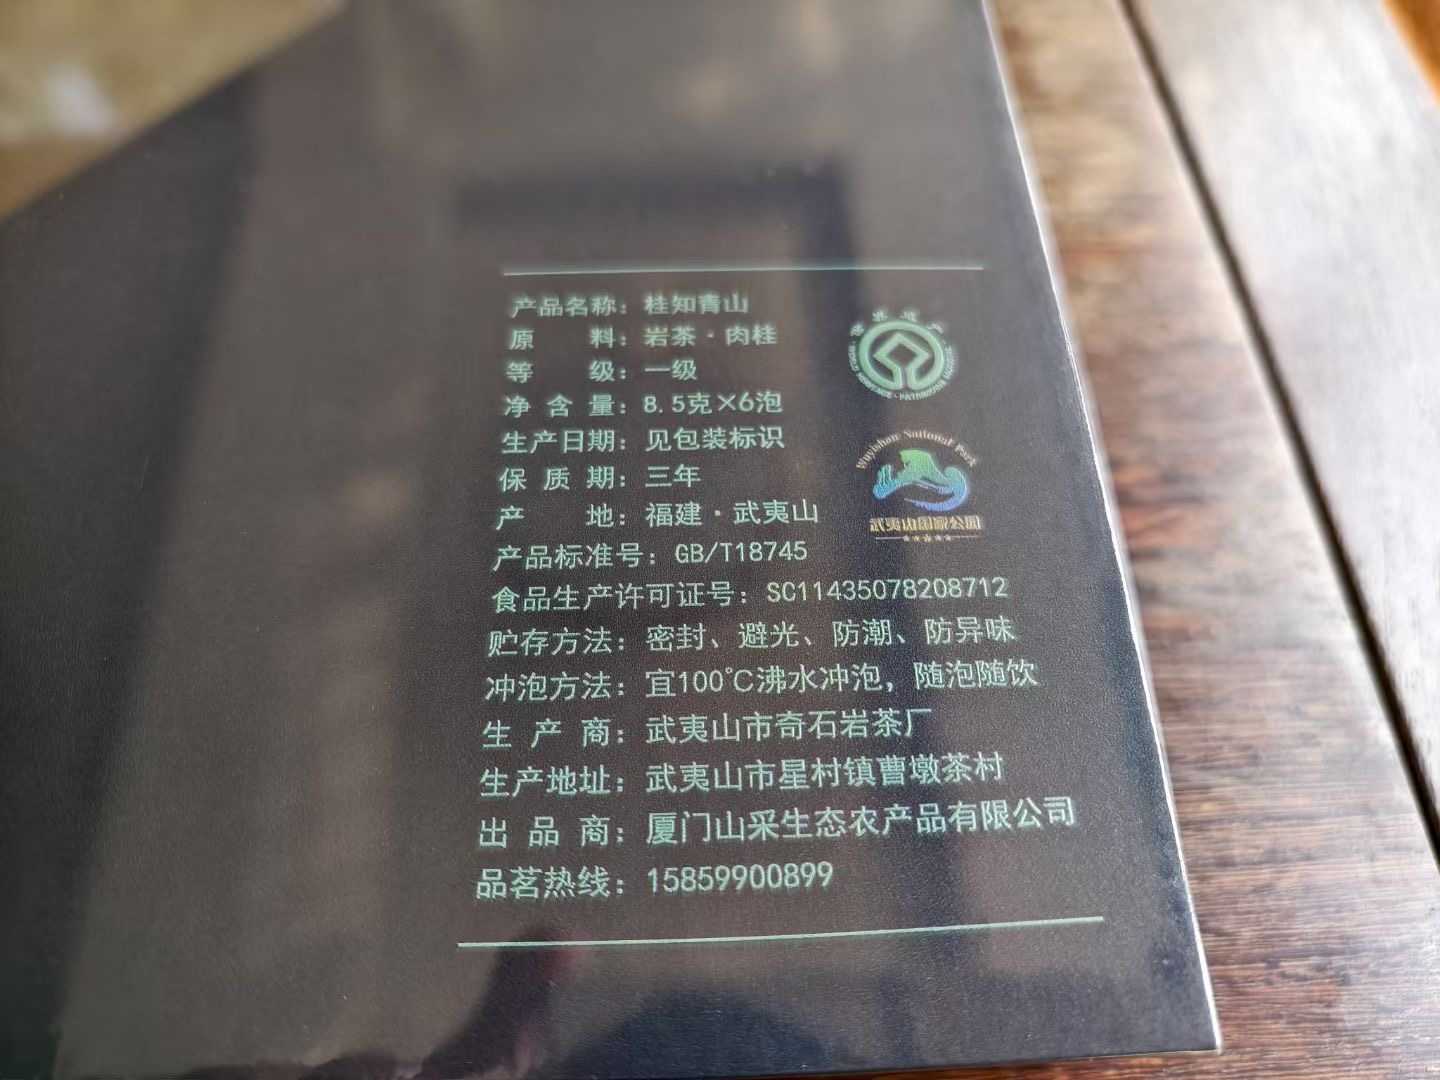 产品名称：桂知青山
原 料：岩茶·肉桂
等 级：一级
净 含 量：8.5克×6泡
生产日期：见包装标识
保 质 期：三年
产 地：福建·武夷山
产品标准号：GB/T18745
食品生产许可证号：SC11435078208712
贮存方法：密封、避光、防潮、防异味
冲泡方法：宜100℃沸水冲泡，随泡随饮
生 产 商：武夷山市奇石岩茶厂
生产地址：武夷山市星村镇曹墩茶村
出 品 商：厦门山采生态农产品有限公司
品茗热线：15859900899
Wuyishan National Park
武夷山国家公园